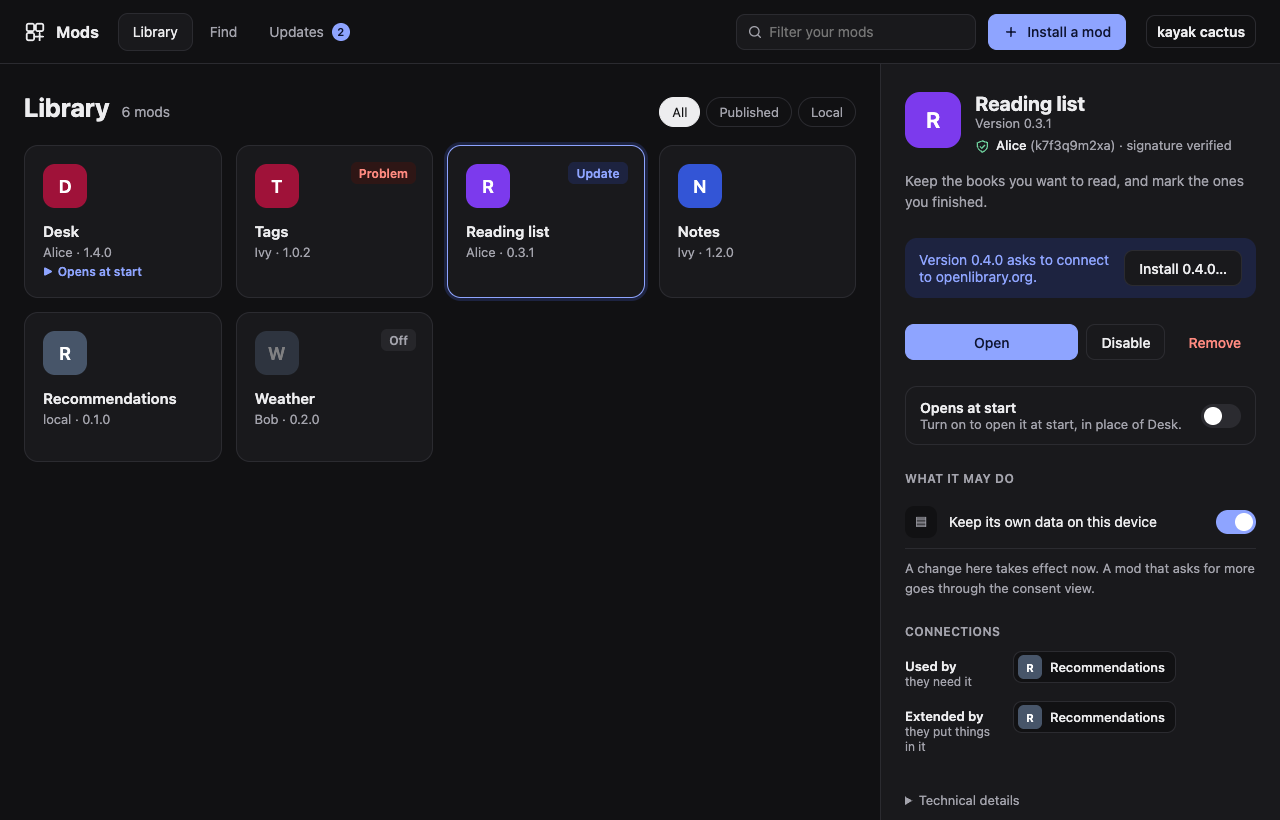 Mods
Library
Find
Updates 2
Filter your mods
+ Install a mod
kayak cactus
Library 6 mods
All
Published
Local
D
Desk
Alice · 1.4.0
▶ Opens at start
T
Problem
Tags
Ivy · 1.0.2
R
Update
Reading list
Alice · 0.3.1
N
Notes
Ivy · 1.2.0
R
Recommendations
local · 0.1.0
W
Off
Weather
Bob · 0.2.0
R
Reading list
Version 0.3.1
Alice (k7f3q9m2xa) · signature verified
Keep the books you want to read, and mark the ones
you finished.
Version 0.4.0 asks to connect
to openlibrary.org.
Install 0.4.0...
Open
Disable
Remove
Opens at start
Turn on to open it at start, in place of Desk.
WHAT IT MAY DO
Keep its own data on this device
A change here takes effect now. A mod that asks for more
goes through the consent view.
CONNECTIONS
Used by
they need it
R Recommendations
Extended by
they put things
in it
R Recommendations
▶ Technical details